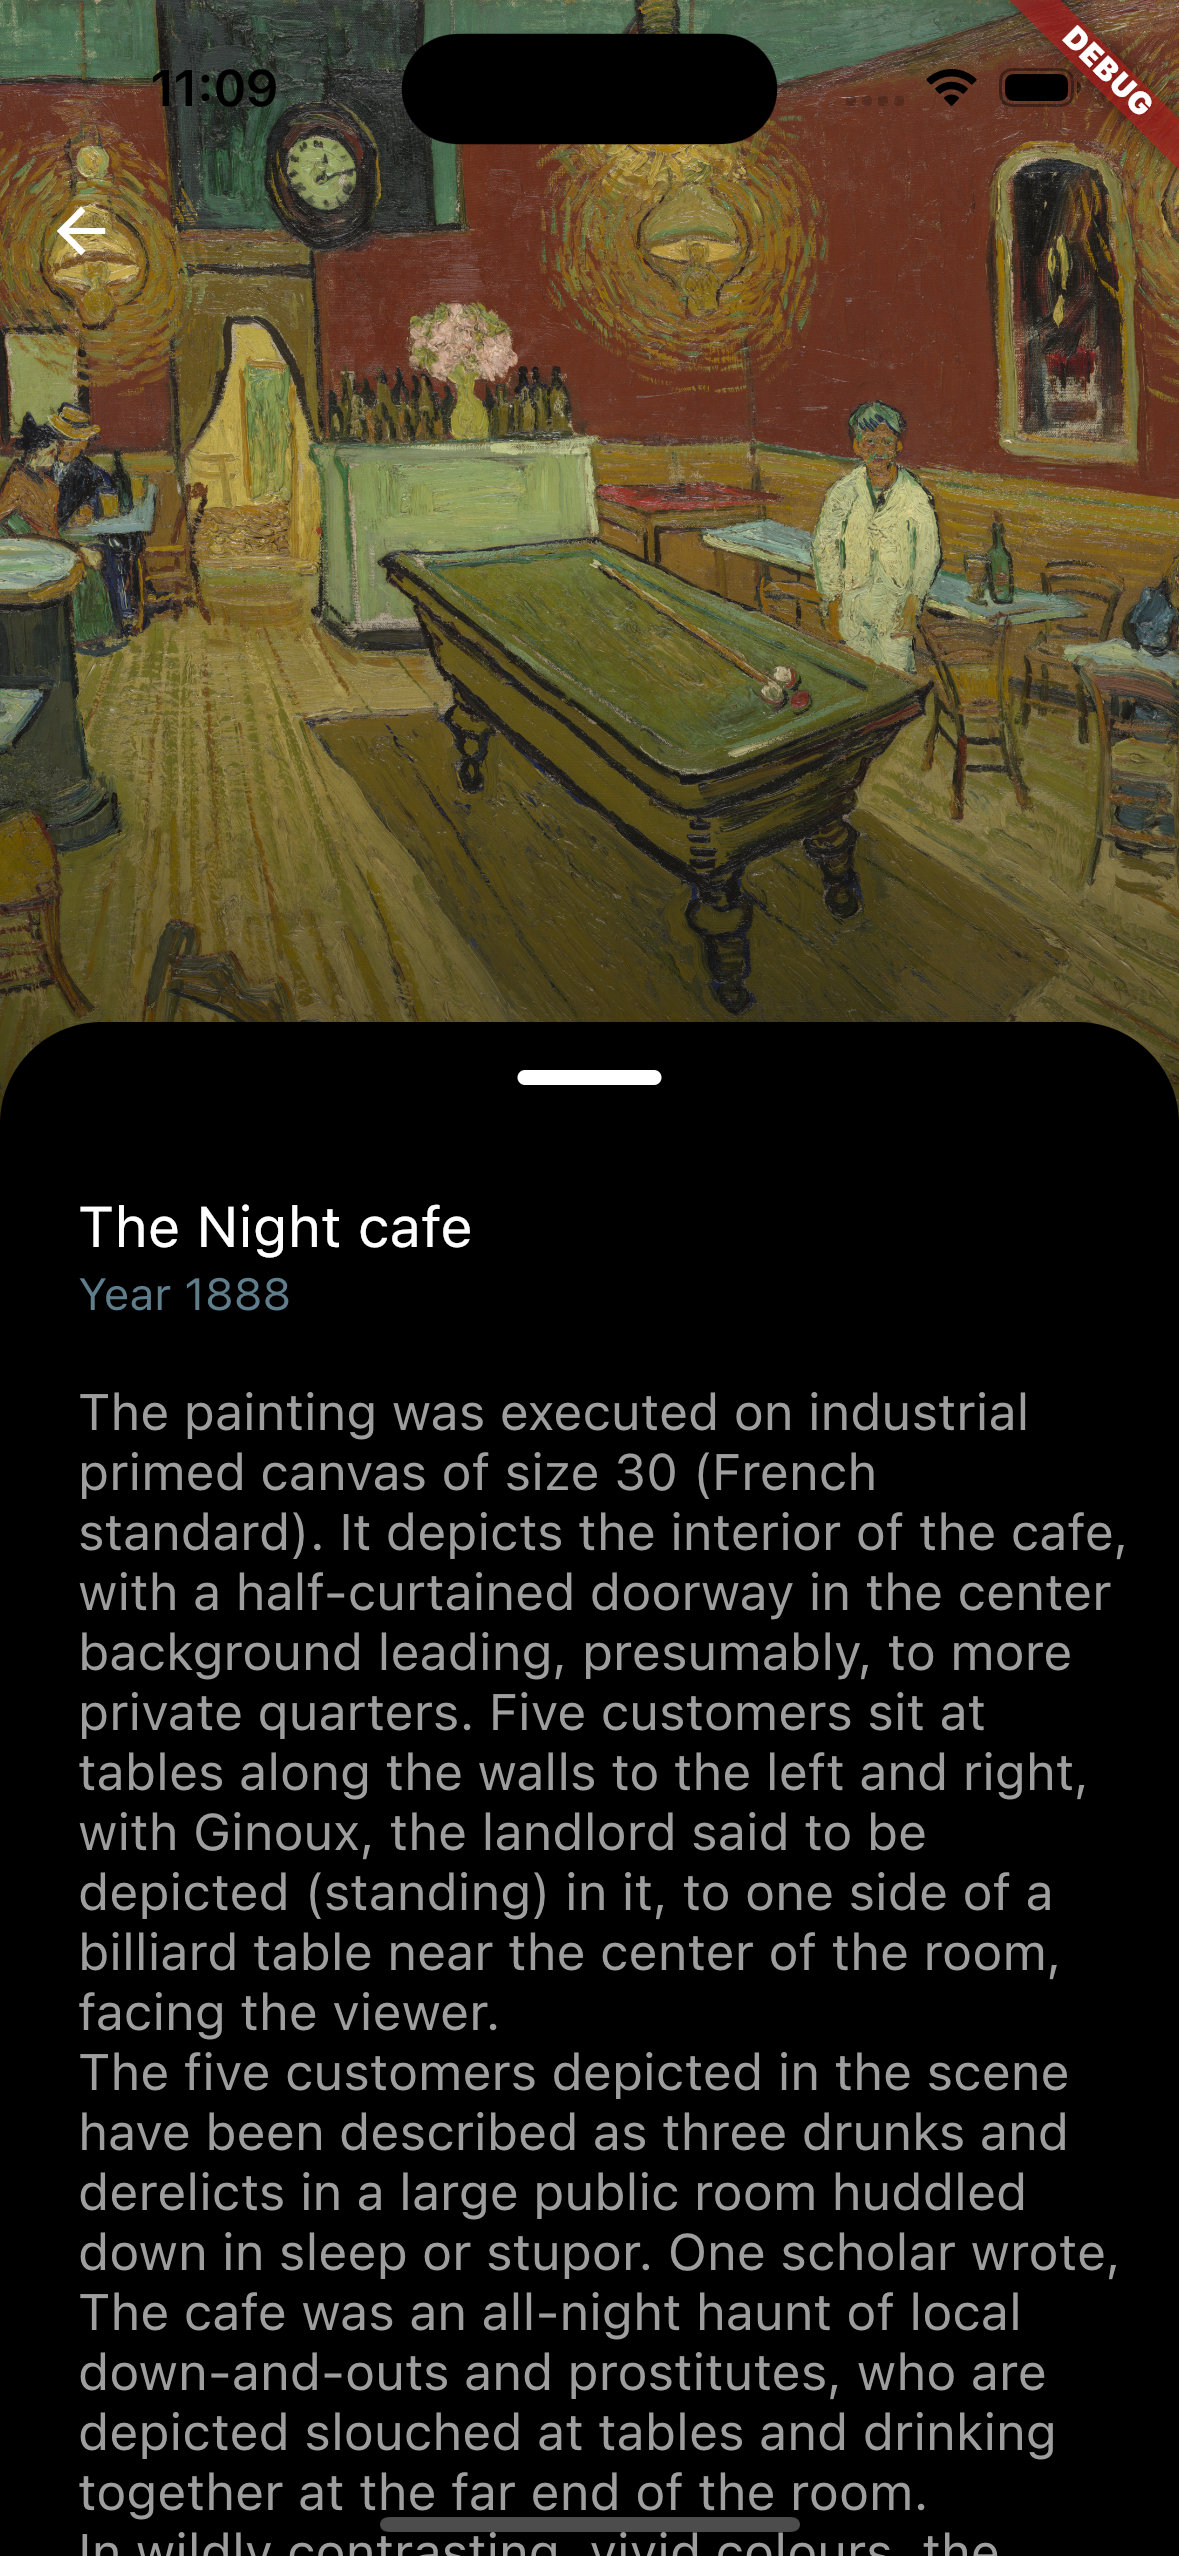 11:09
DEBUG
The Night cafe
Year 1888
The painting was executed on industrial
primed canvas of size 30 (French
standard). It depicts the interior of the cafe,
with a half-curtained doorway in the center
background leading, presumably, to more
private quarters. Five customers sit at
tables along the walls to the left and right,
with Ginoux, the landlord said to be
depicted (standing) in it, to one side of a
billiard table near the center of the room,
facing the viewer.
The five customers depicted in the scene
have been described as three drunks and
derelicts in a large public room huddled
down in sleep or stupor. One scholar wrote,
The cafe was an all-night haunt of local
down-and-outs and prostitutes, who are
depicted slouched at tables and drinking
together at the far end of the room.
In wildly contrasting, vivid colours, the